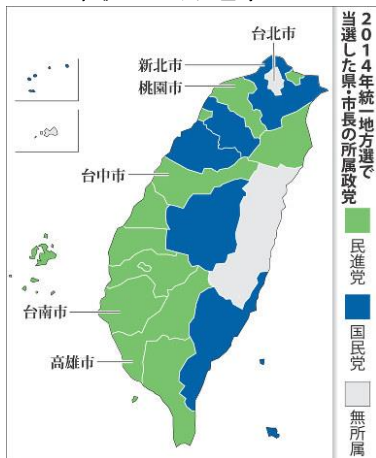 2014年統一地方選で
当選した県・市長の所属政党
民進党
国民党
無所属
台北市
新北市
桃園市
台中市
台南市
高雄市